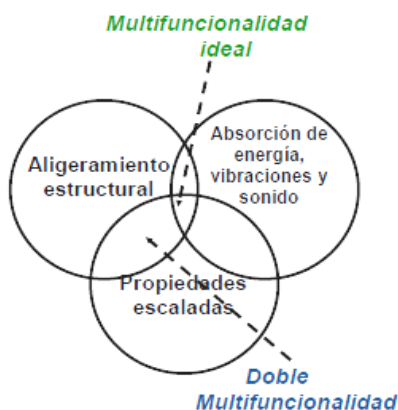 Multifuncionalidad
ideal
Aligeramiento
estructural
Absorción de
energía,
vibraciones y
sonido
Propiedades
escaladas
Doble
Multifuncionalidad